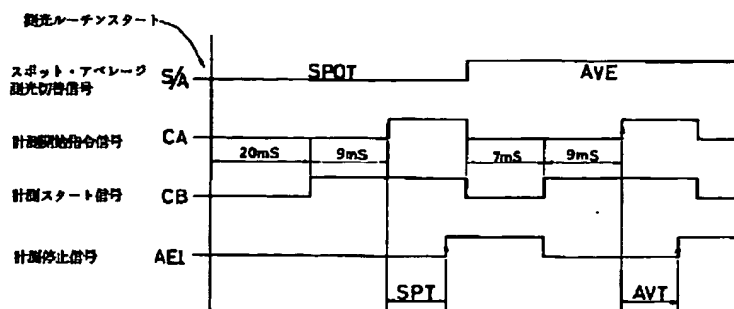 測光ルーチンスタート
スポット・アベレージ
測光切替信号
S/A
SPOT
AVE
計測開始指令信号
CA
20mS
9mS
7mS
9mS
計測スタート信号
CB
計測停止信号
AEI
SPT
AVT